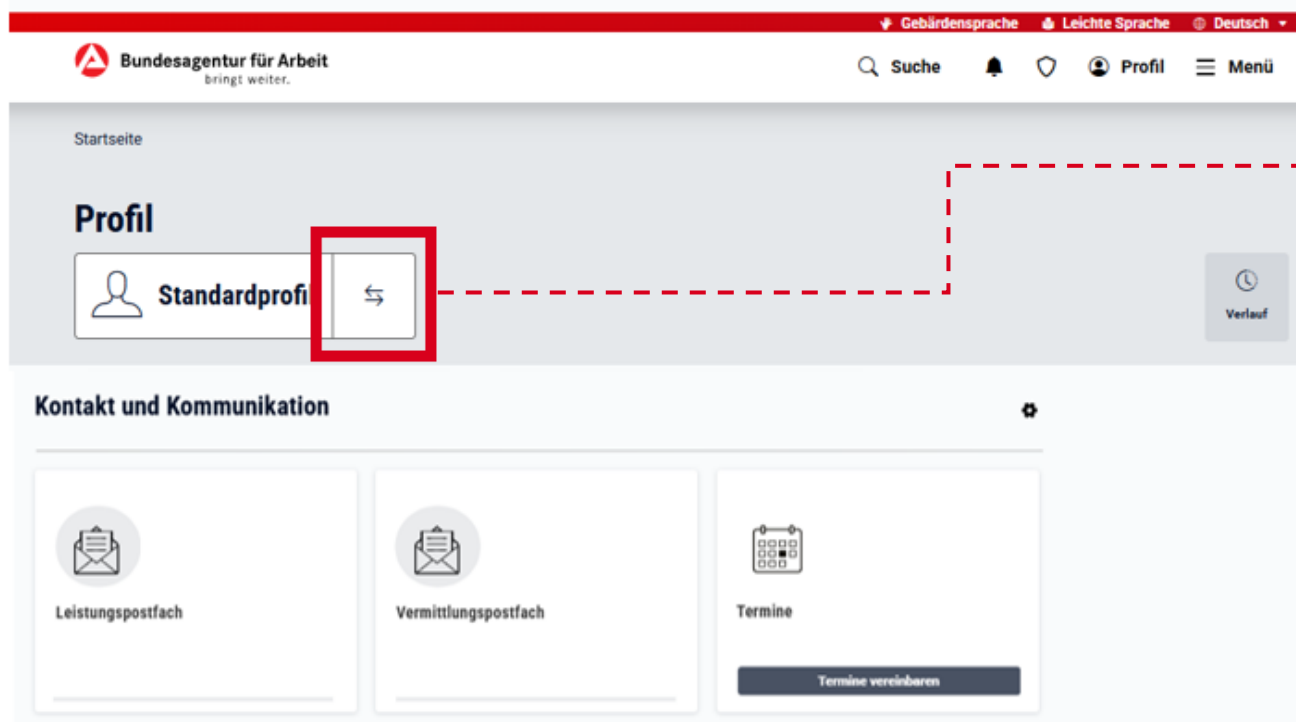 Gebärdensprache Leichte Sprache Deutsch
Bundesagentur für Arbeit
bringt weiter.
Suche Profil Menü
Startseite
Profil
Standardprofil
Verlauf
Kontakt und Kommunikation
Leistungspostfach Vermittlungspostfach Termine
Termine vereinbaren